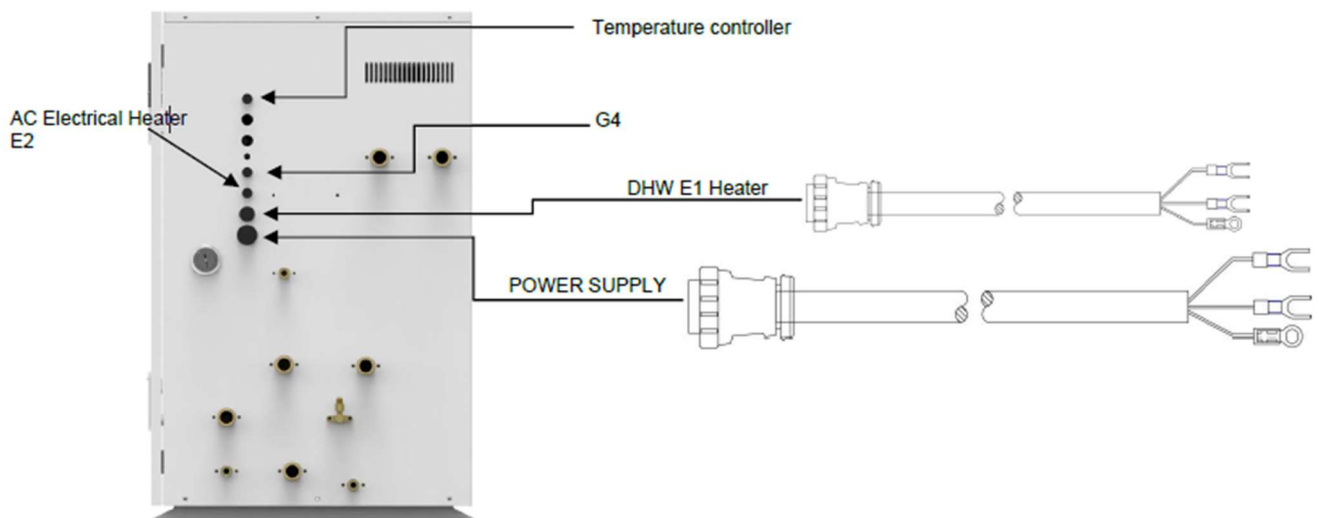 Temperature controller
AC Electrical Heater
E2
G4
DHW E1 Heater
POWER SUPPLY